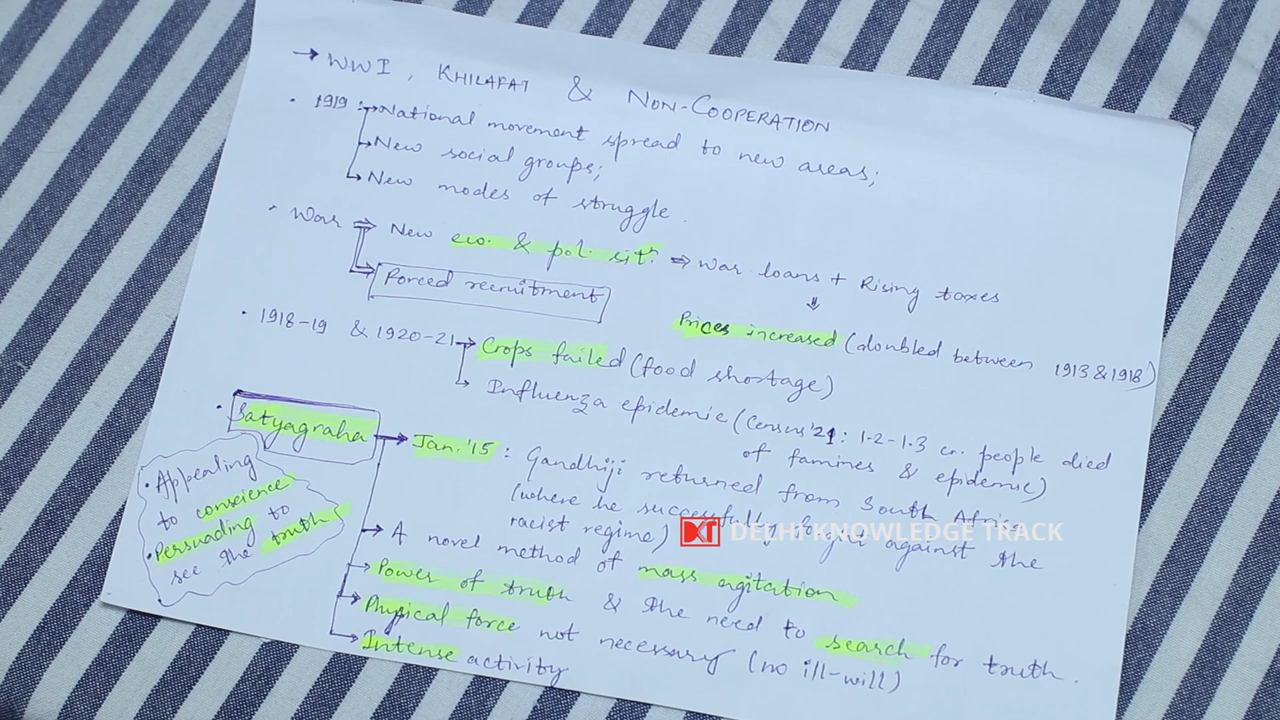 → WWI, KHILAFAT & NON-COOPERATION
• 1919 : → National movement spread to new areas;
→ New social groups;
→ New modes of struggle.
• War ⇒ New eco. & pol. sitⁿ. ⇒ War loans + Rising taxes
⇓
⇒ Forced recruitment
Prices increased (doubled between 1913 & 1918)
• 1918-19 & 1920-21 → Crops failed (food shortage)
→ Influenza epidemic (Census '21: 1.2-1.3 cr. people died
of famines & epidemic)
• Satyagraha → Jan. '15 : Gandhiji returned from South Africa
(where he successfully fought against the
racist regime)
• Appealing
to conscience
• Persuading to
see the truth
→ A novel method of mass agitation
→ Power of truth & the need to search for truth.
→ Physical force not necessary (no ill-will)
→ Intense activity
DKT DELHI KNOWLEDGE TRACK